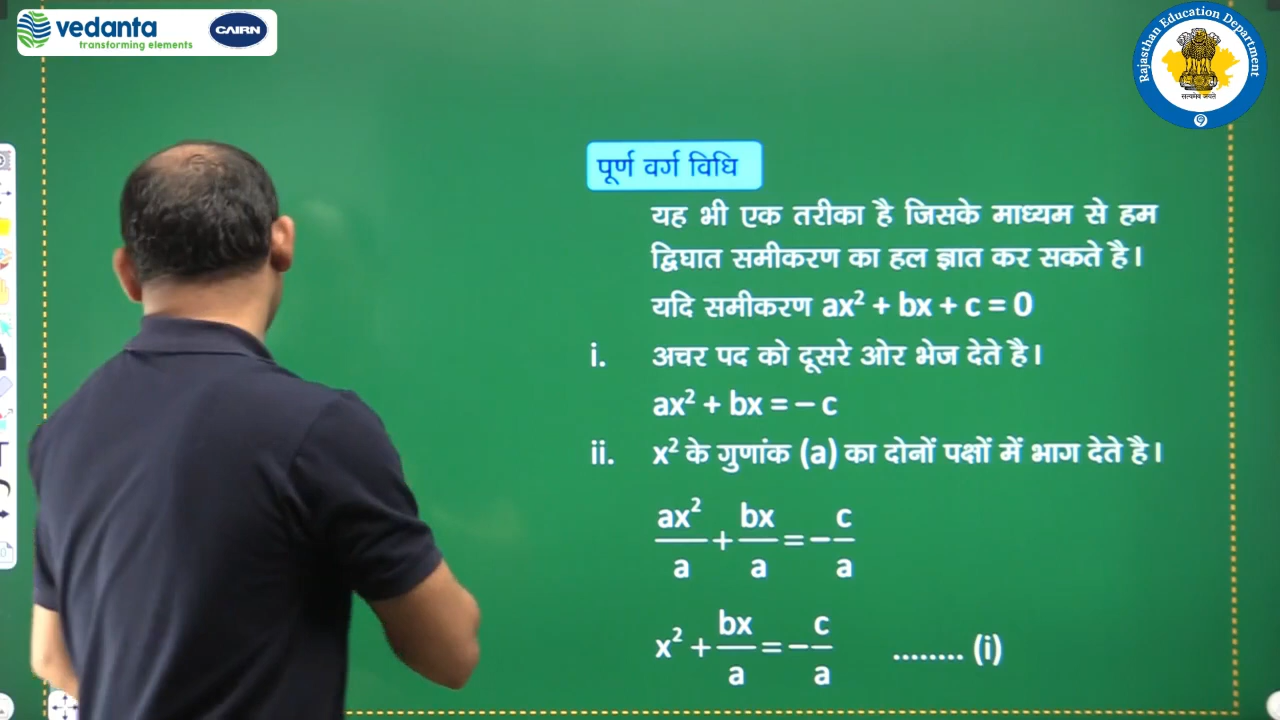 vedanta
transforming elements
CAIRN
Rajasthan Education Department
सत्यमेव जयते
पूर्ण वर्ग विधि
यह भी एक तरीका है जिसके माध्यम से हम
द्विघात समीकरण का हल ज्ञात कर सकते है।
यदि समीकरण ax² + bx + c = 0
i. अचर पद को दूसरे ओर भेज देते है।
ax² + bx = – c
ii. x² के गुणांक (a) का दोनों पक्षों में भाग देते है।
ax²/a + bx/a = – c/a
x² + bx/a = – c/a ........ (i)